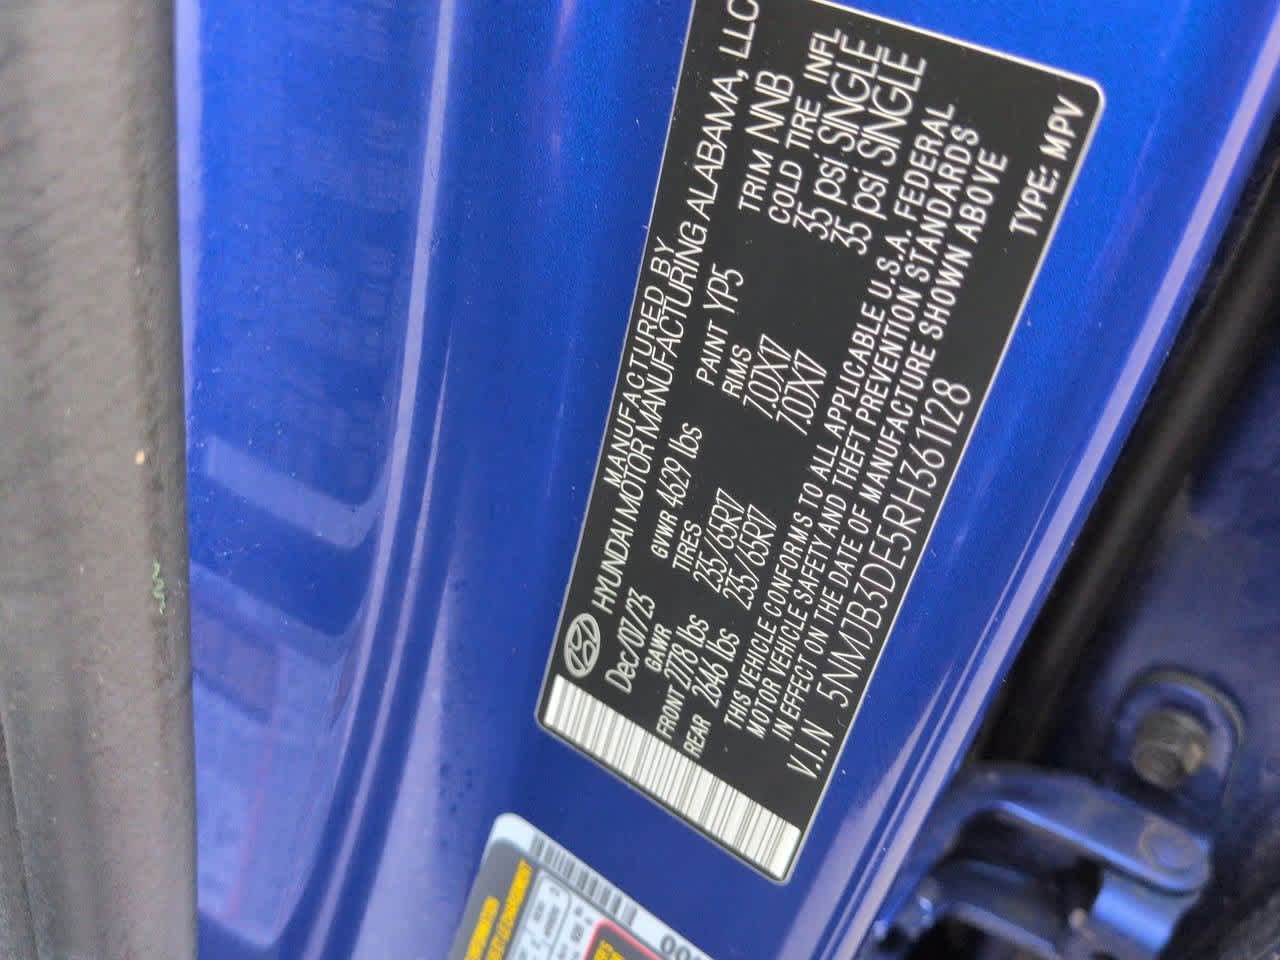 MANUFACTURED BY
HYUNDAI MOTOR MANUFACTURING ALABAMA, LLC
Dec/07/23 GVWR 4629 lbs PAINT YP5 TRIM NNB
GAWR TIRES RIMS COLD TIRE INFL
FRONT 2778 lbs 235/65R17 7.0JX17 35 psi SINGLE
REAR 2646 lbs 235/65R17 7.0JX17 35 psi SINGLE
THIS VEHICLE CONFORMS TO ALL APPLICABLE U.S.A. FEDERAL
MOTOR VEHICLE SAFETY AND THEFT PREVENTION STANDARDS
IN EFFECT ON THE DATE OF MANUFACTURE SHOWN ABOVE
V.I.N 5NMJB3DE5RH361128 TYPE: MPV